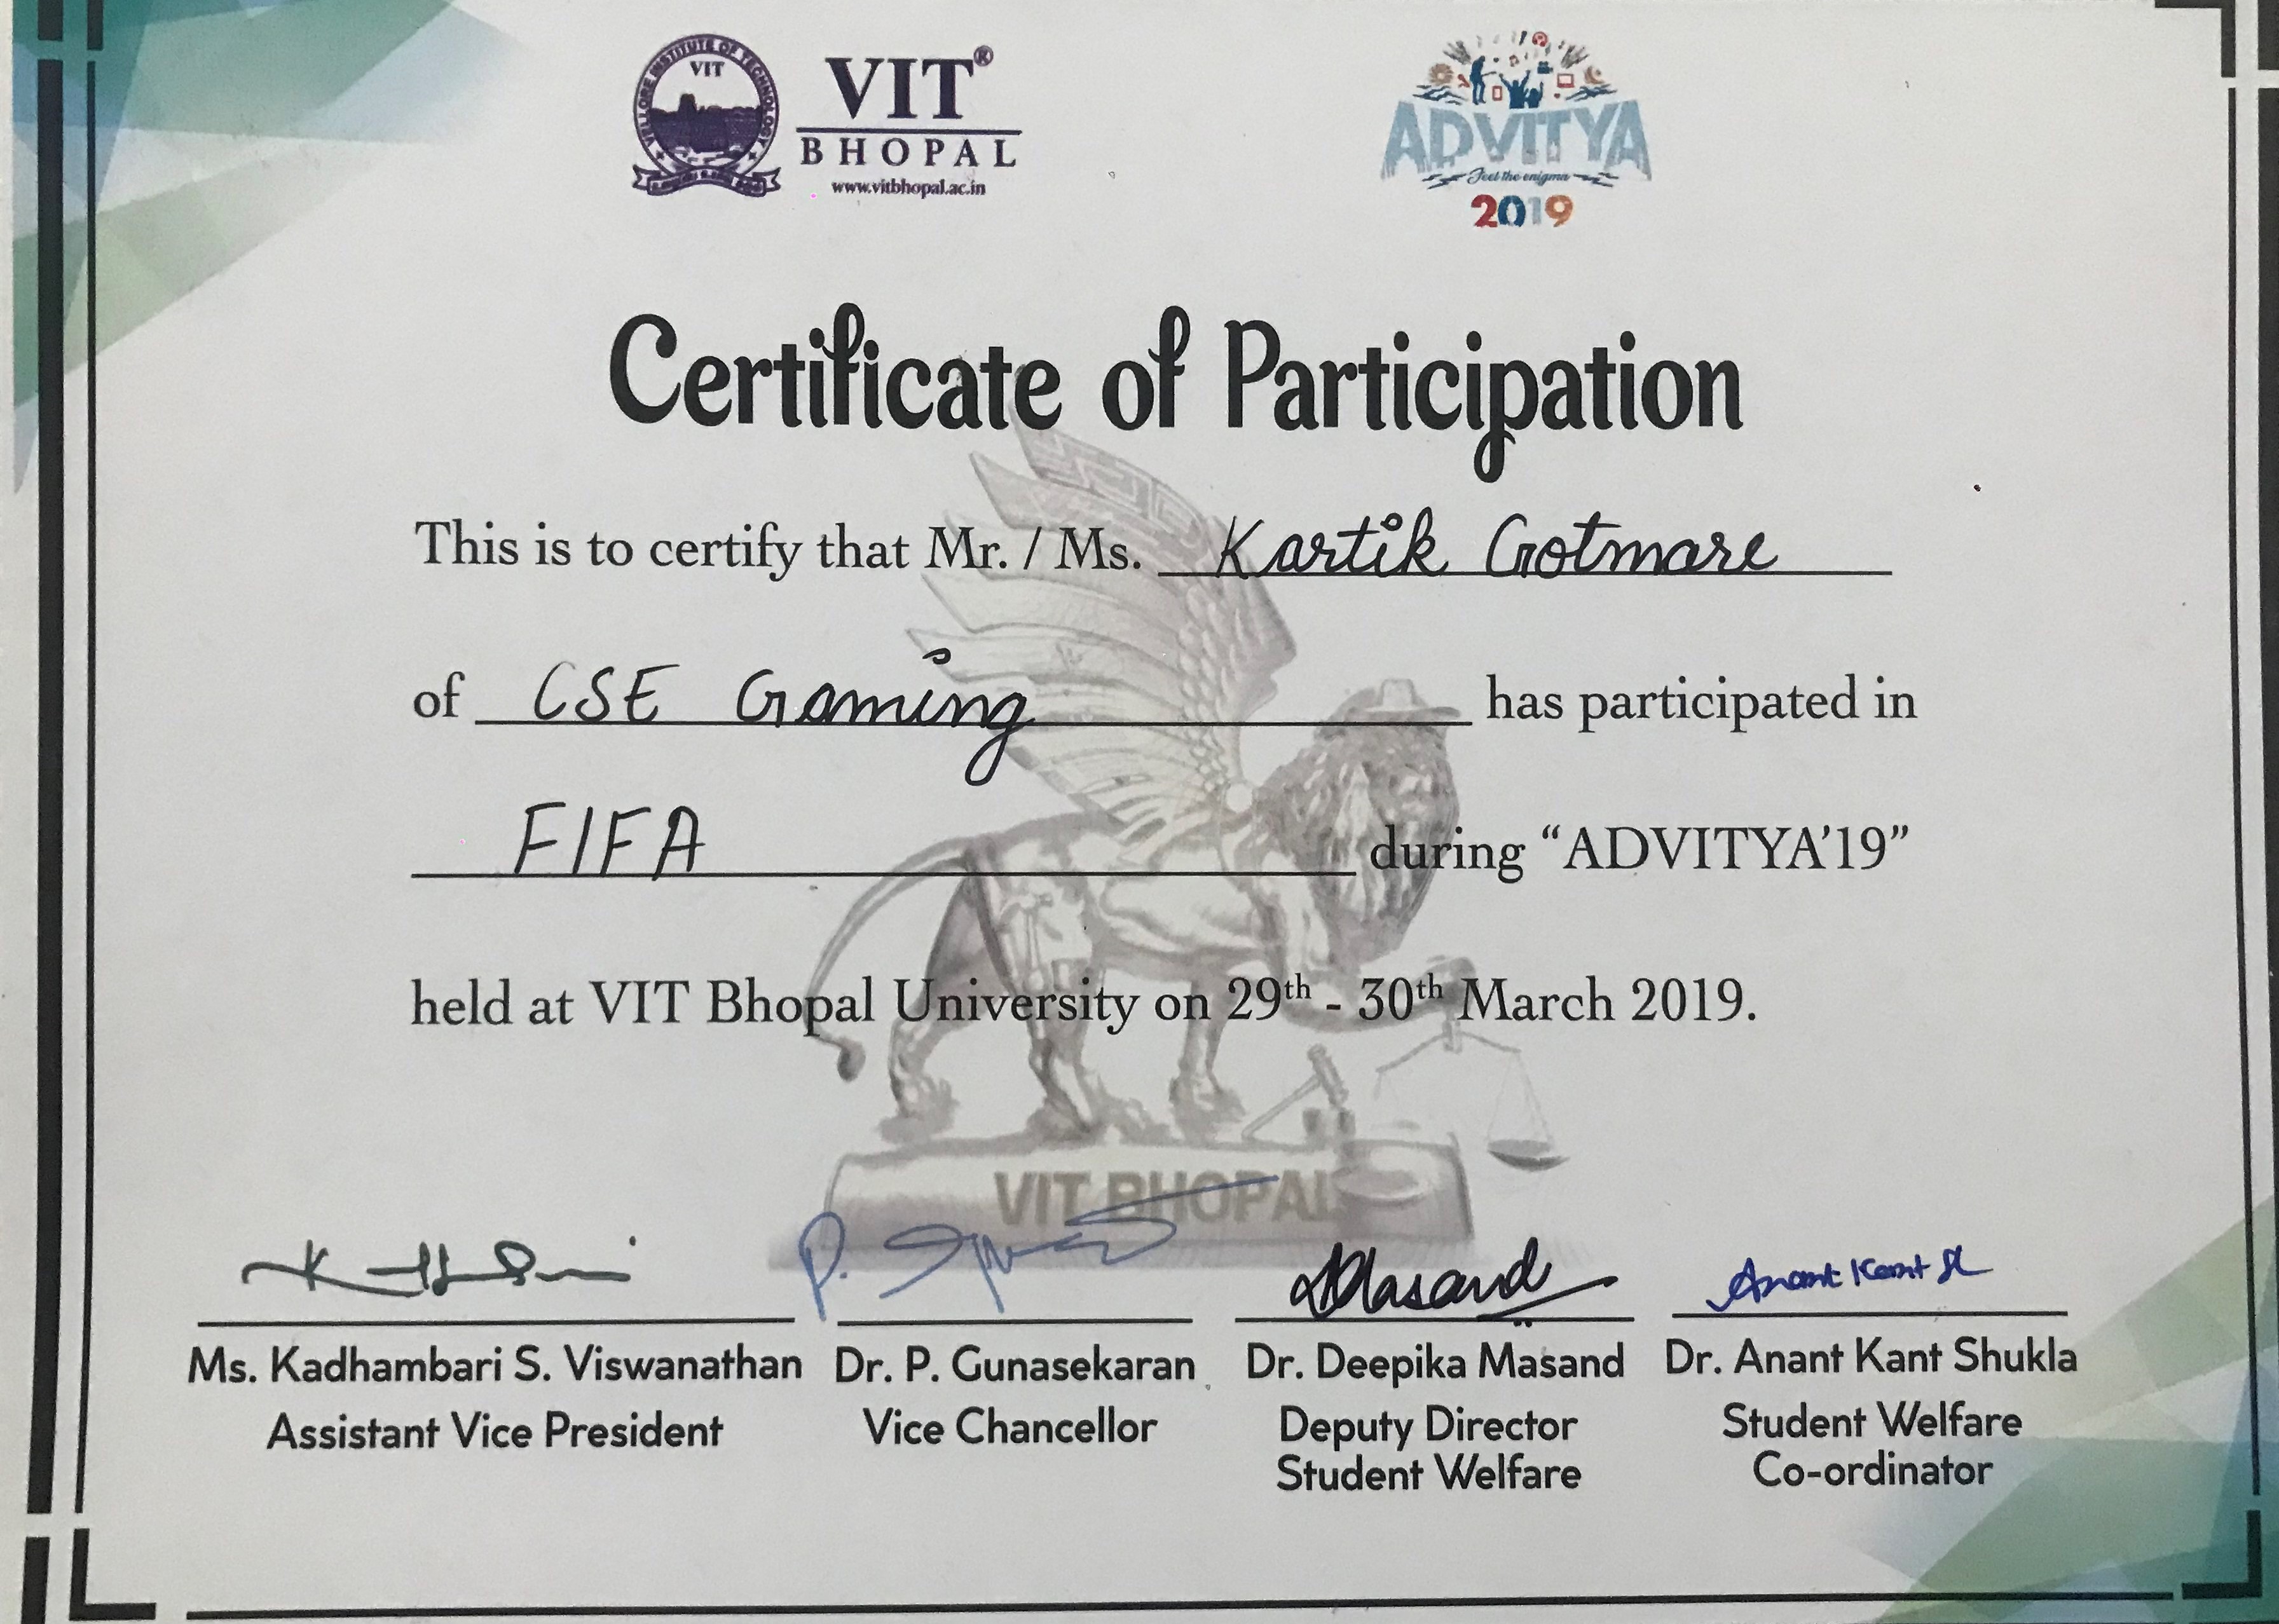 VELLORE INSTITUTE OF TECHNOLOGY
VIT
VIT®
BHOPAL
www.vitbhopal.ac.in
ADVITYA
Feel the enigma
2019
Certificate of Participation
This is to certify that Mr. / Ms. Kartik Gotmare
of CSE Gaming has participated in
FIFA during “ADVITYA’19”
held at VIT Bhopal University on 29th - 30th March 2019.
VIT BHOPAL
P.
DMasand
Anant Kant
Ms. Kadhambari S. Viswanathan Dr. P. Gunasekaran Dr. Deepika Masand Dr. Anant Kant Shukla
Assistant Vice President Vice Chancellor Deputy Director Student Welfare
Student Welfare Co-ordinator